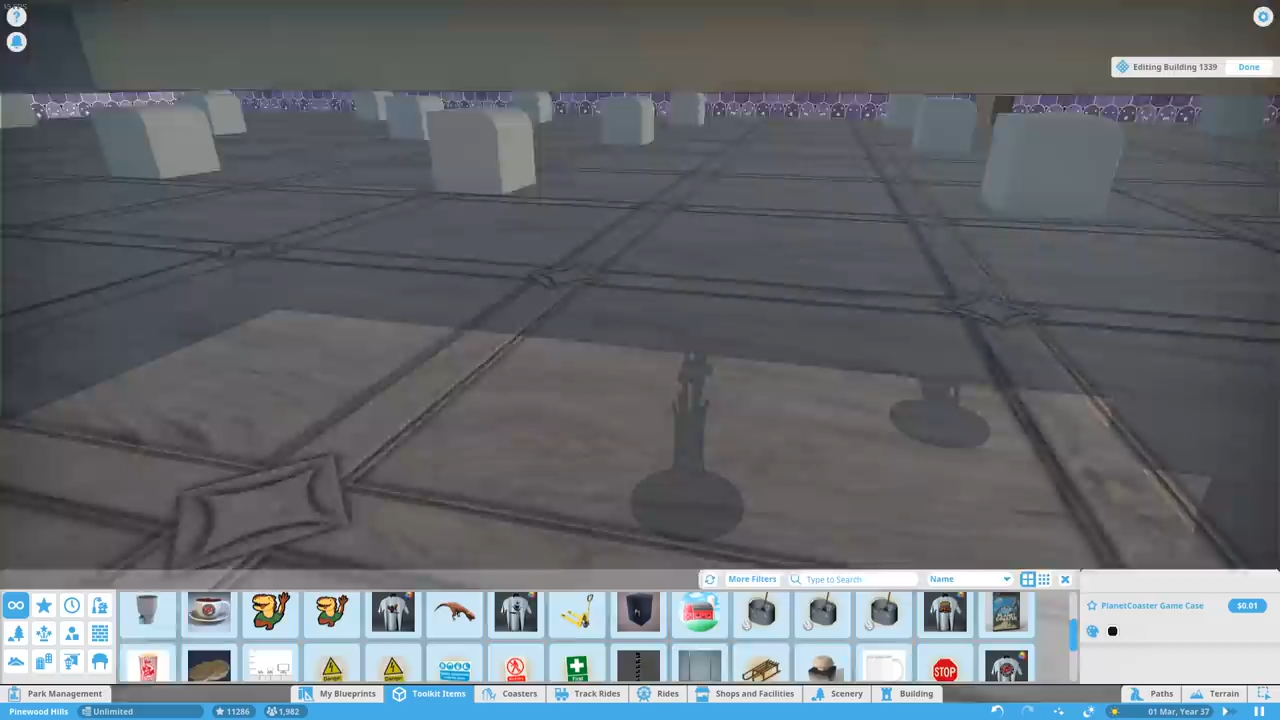 ?
Editing Building 1339 Done
More Filters Type to Search Name
PlanetCoaster Game Case $0.01
STOP
Park Management My Blueprints Toolkit Items Coasters Track Rides Rides Shops and Facilities Scenery Building Paths Terrain
Pinewood Hills Unlimited 11286 1,982 01 Mar, Year 37